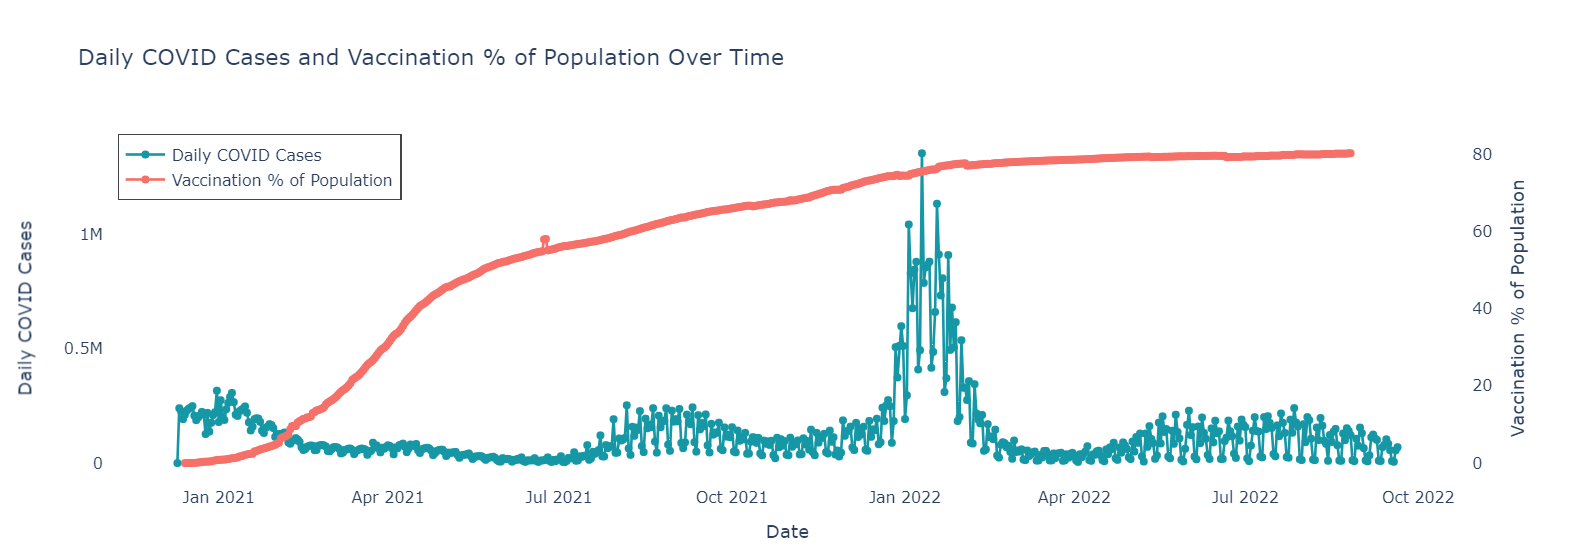 Daily COVID Cases and Vaccination % of Population Over Time
Daily COVID Cases
Vaccination % of Population
Daily COVID Cases
1M
0.5M
0
80
60
40
20
0
Vaccination % of Population
Jan 2021
Apr 2021
Jul 2021
Oct 2021
Jan 2022
Apr 2022
Jul 2022
Oct 2022
Date